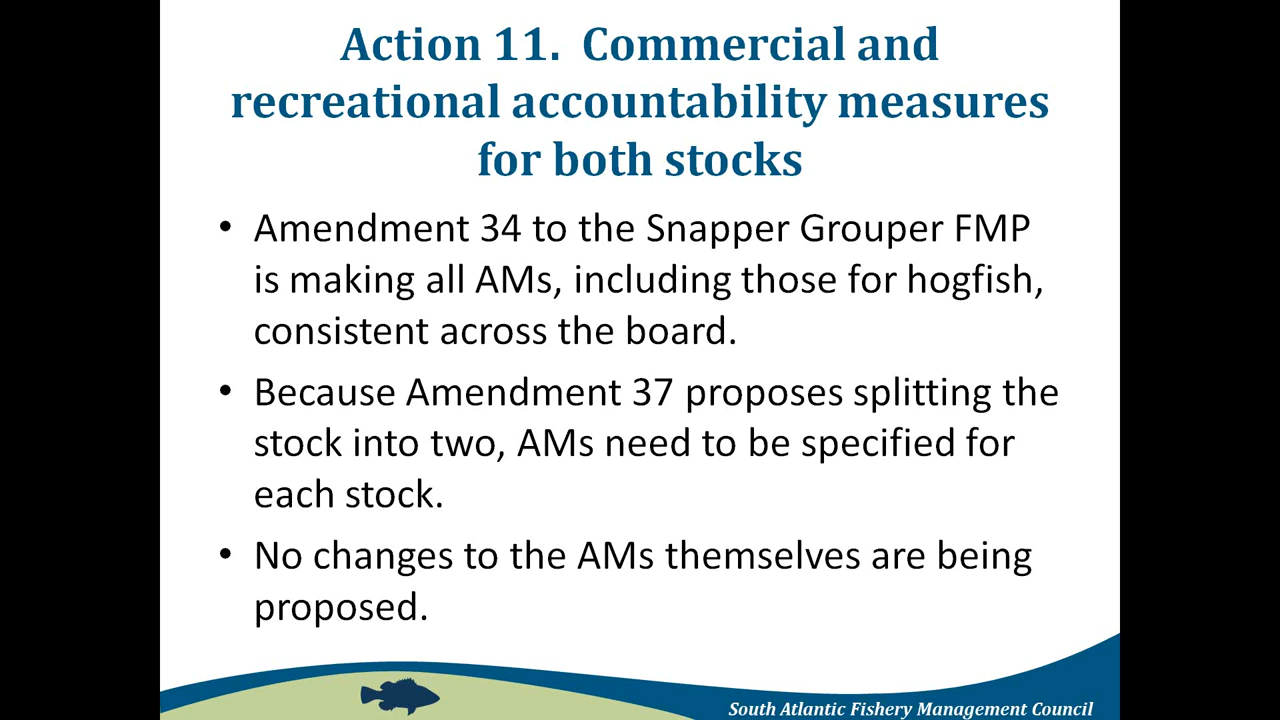 Action 11.  Commercial and
recreational accountability measures
for both stocks
• Amendment 34 to the Snapper Grouper FMP
is making all AMs, including those for hogfish,
consistent across the board.
• Because Amendment 37 proposes splitting the
stock into two, AMs need to be specified for
each stock.
• No changes to the AMs themselves are being
proposed.
South Atlantic Fishery Management Council